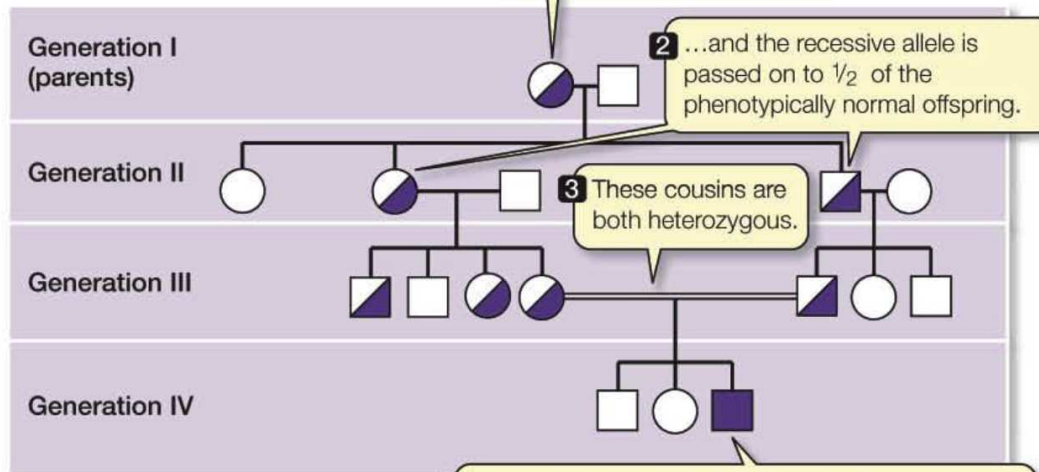 Generation I
(parents)
2 ...and the recessive allele is
passed on to 1/2 of the
phenotypically normal offspring.
Generation II
3 These cousins are
both heterozygous.
Generation III
Generation IV